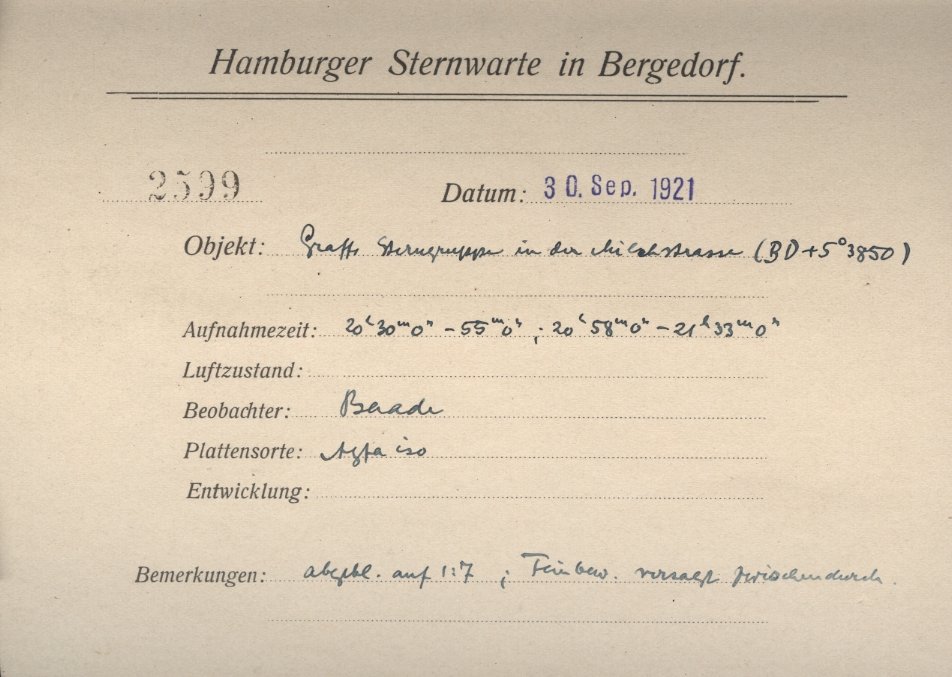 Hamburger Sternwarte in Bergedorf.
2599 Datum: 30. Sep. 1921
Objekt: Graffs Sterngruppe in der Milchstrasse (BD +5°3850)
Aufnahmezeit: 20ʰ30ᵐ0ˢ – 55ᵐ0ˢ ; 20ʰ58ᵐ0ˢ – 21ʰ33ᵐ0ˢ
Luftzustand:
Beobachter: Baade
Plattensorte: Agfa iso
Entwicklung:
Bemerkungen: abgebl. auf 1:7 ; Feinbew. versagt zwischendurch.